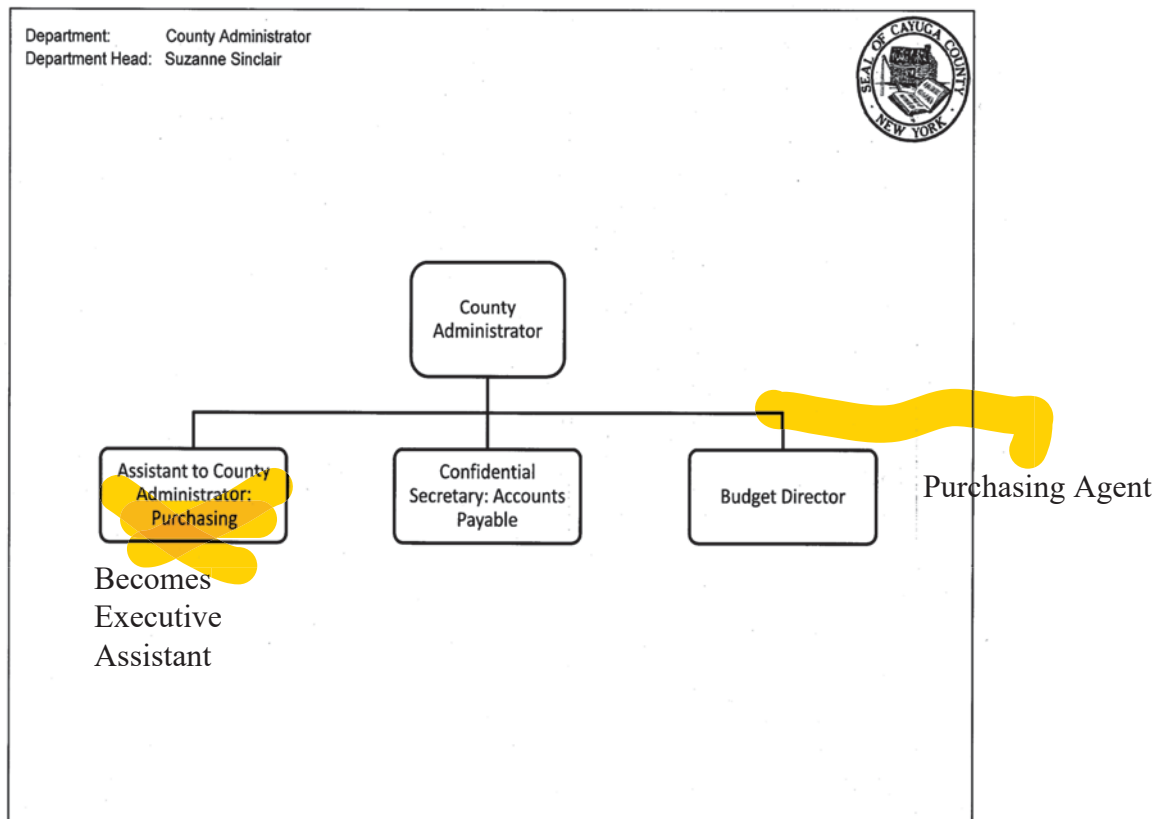 Department: County Administrator
Department Head: Suzanne Sinclair
SEAL OF CAYUGA COUNTY
NEW YORK
County
Administrator
Assistant to County
Administrator:
Purchasing
Confidential
Secretary: Accounts
Payable
Budget Director
Purchasing Agent
Becomes
Executive
Assistant